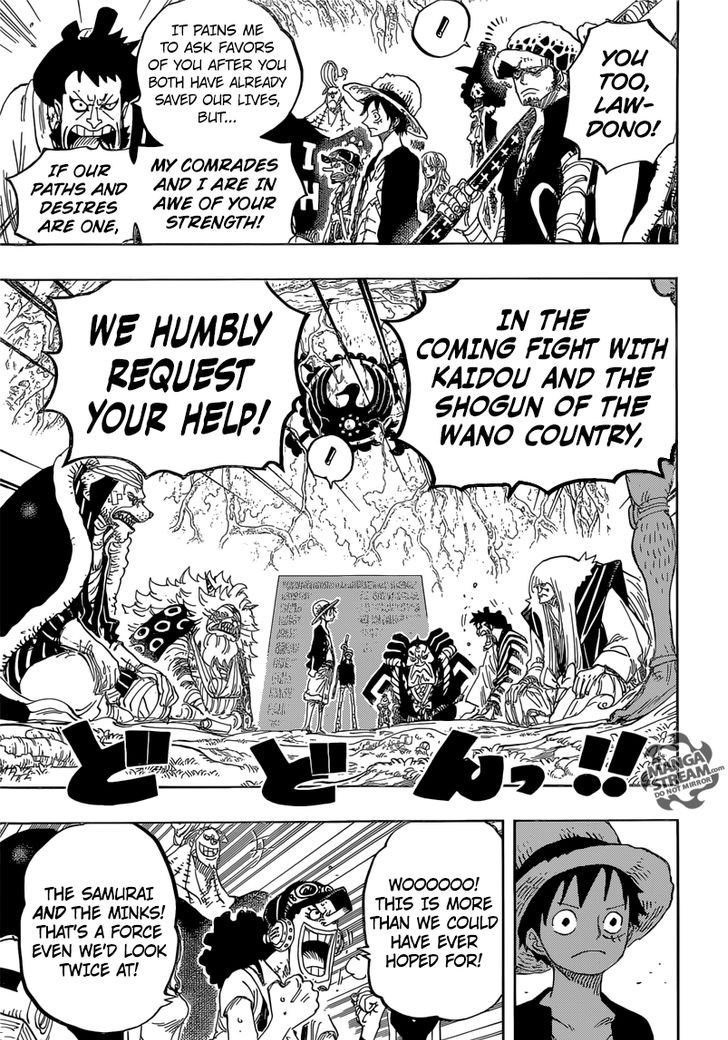 YOU
TOO,
LAW-
DONO!
IT PAINS ME
TO ASK FAVORS
OF YOU AFTER YOU
BOTH HAVE ALREADY
SAVED OUR LIVES,
BUT...
MY COMRADES
AND I ARE IN
AWE OF YOUR
STRENGTH!
IF OUR
PATHS AND
DESIRES
ARE ONE,
IN THE
COMING FIGHT WITH
KAIDOU AND THE
SHOGUN OF THE
WANO COUNTRY,
WE HUMBLY
REQUEST
YOUR HELP!
どどんっ!!
MANGA
STREAM.com
DO NOT MIRROR
WOOOOOO!
THIS IS MORE
THAN WE COULD
HAVE EVER
HOPED FOR!
THE SAMURAI
AND THE MINKS!
THAT'S A FORCE
EVEN WE'D LOOK
TWICE AT!